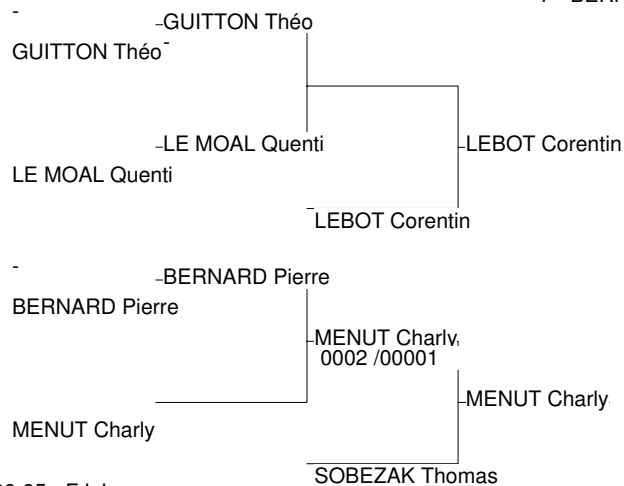 -
-GUITTON Théo
GUITTON Théo -
-LE MOAL Quenti
-LEBOT Corentin
LE MOAL Quenti
LEBOT Corentin
-
-BERNARD Pierre
BERNARD Pierre
MENUT Charly
0002 /00001
-MENUT Charly
MENUT Charly
SOBEZAK Thomas